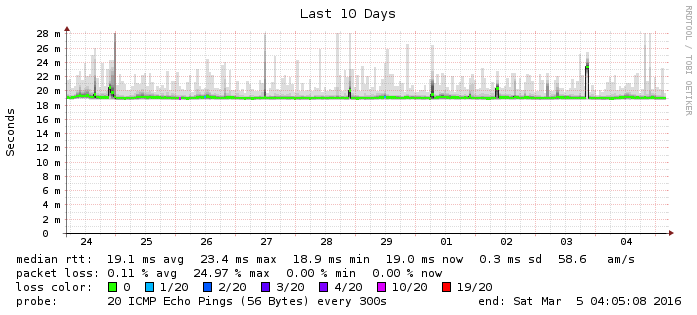 Last 10 Days
RRDTOOL / TOBI OETIKER
Seconds
28 m
26 m
24 m
22 m
20 m
18 m
16 m
14 m
12 m
10 m
8 m
6 m
4 m
2 m
0
24 25 26 27 28 29 01 02 03 04
median rtt: 19.1 ms avg 23.4 ms max 18.9 ms min 19.0 ms now 0.3 ms sd 58.6 am/s
packet loss: 0.11 % avg 24.97 % max 0.00 % min 0.00 % now
loss color: 0 1/20 2/20 3/20 4/20 10/20 19/20
probe: 20 ICMP Echo Pings (56 Bytes) every 300s end: Sat Mar 5 04:05:08 2016